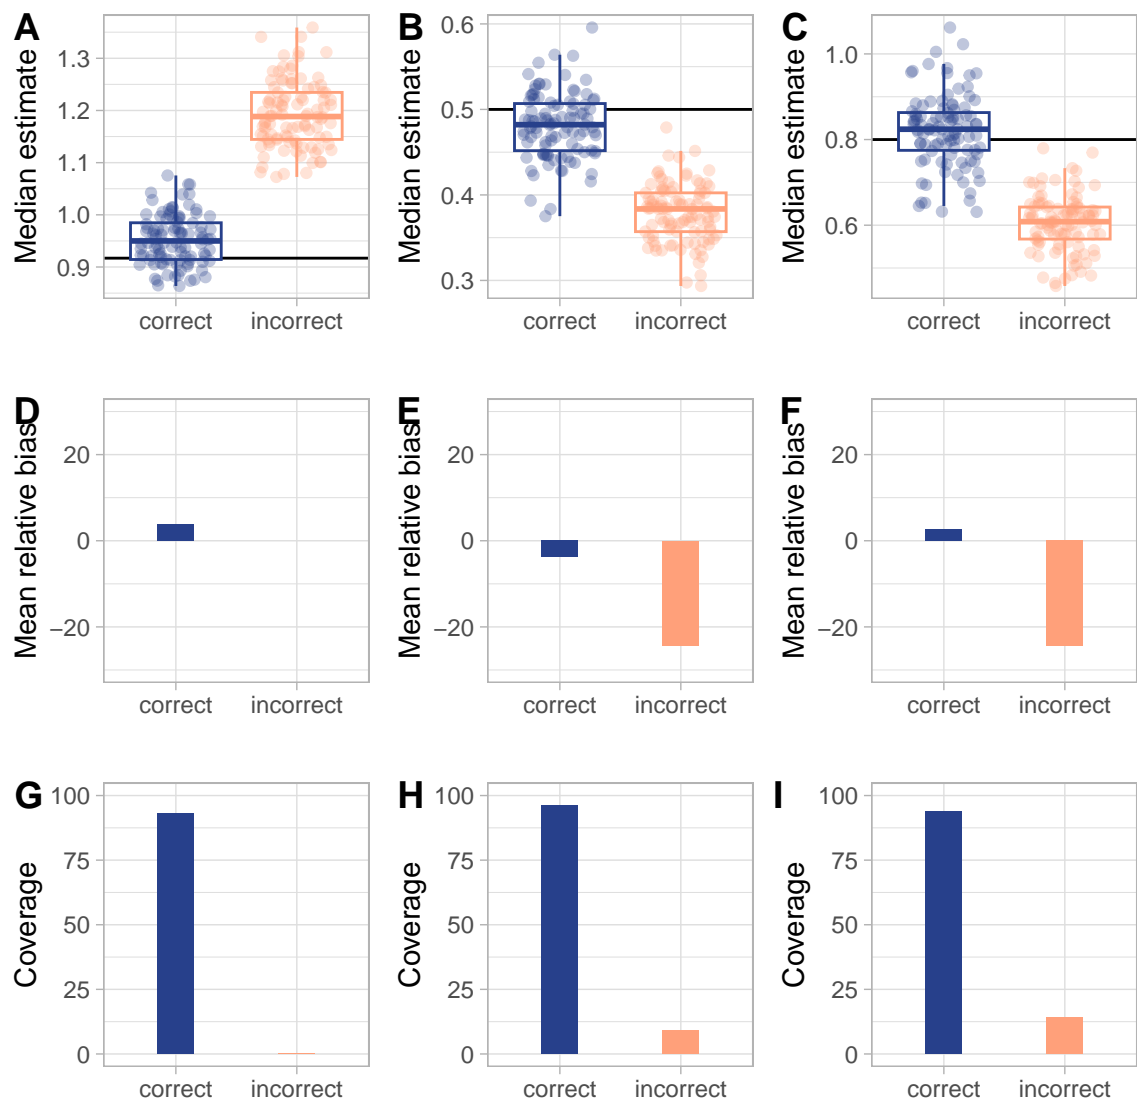 A
Median estimate
1.3
1.2
1.1
1.0
0.9
correct incorrect
B
Median estimate
0.6
0.5
0.4
0.3
correct incorrect
C
Median estimate
1.0
0.8
0.6
correct incorrect
D
Mean relative bias
20
0
−20
correct incorrect
E
Mean relative bias
20
0
−20
correct incorrect
F
Mean relative bias
20
0
−20
correct incorrect
G
Coverage
100
75
50
25
0
correct incorrect
H
Coverage
100
75
50
25
0
correct incorrect
I
Coverage
100
75
50
25
0
correct incorrect